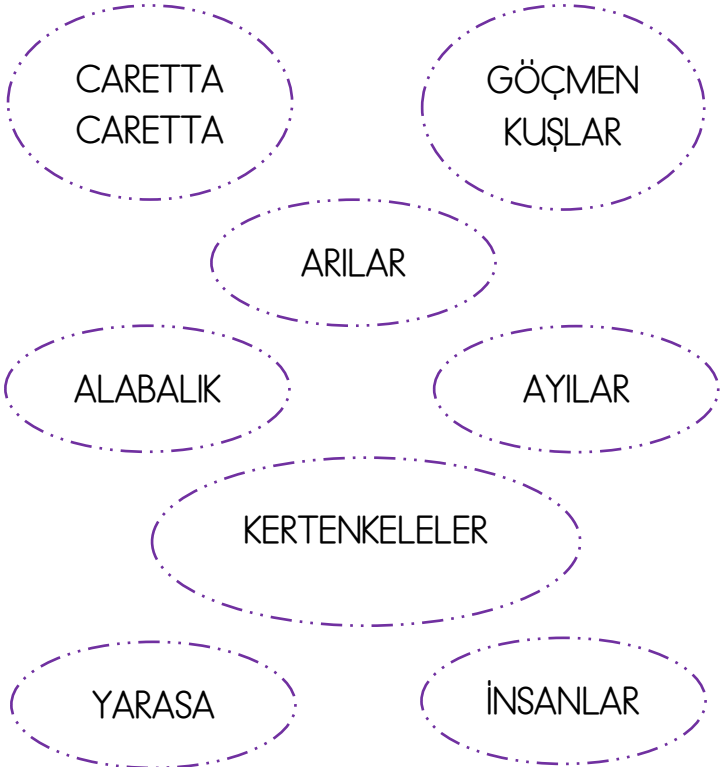 CARETTA
CARETTA
GÖÇMEN
KUŞLAR
ARILAR
ALABALIK
AYILAR
KERTENKELELER
YARASA
İNSANLAR